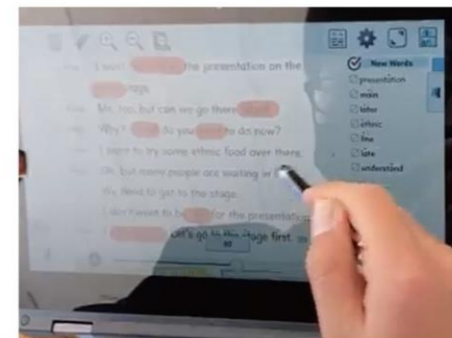 New Words
I want the presentation on the
presentation
stage.
main
Me, too, but can we go there
later
ethnic
Why? do you to do now?
line
I want to try some ethnic food over there.
late
Oh, but many people are waiting in
understand
We need to get to the stage.
I don't want to be for the presentation.
Let's go to the stage first.